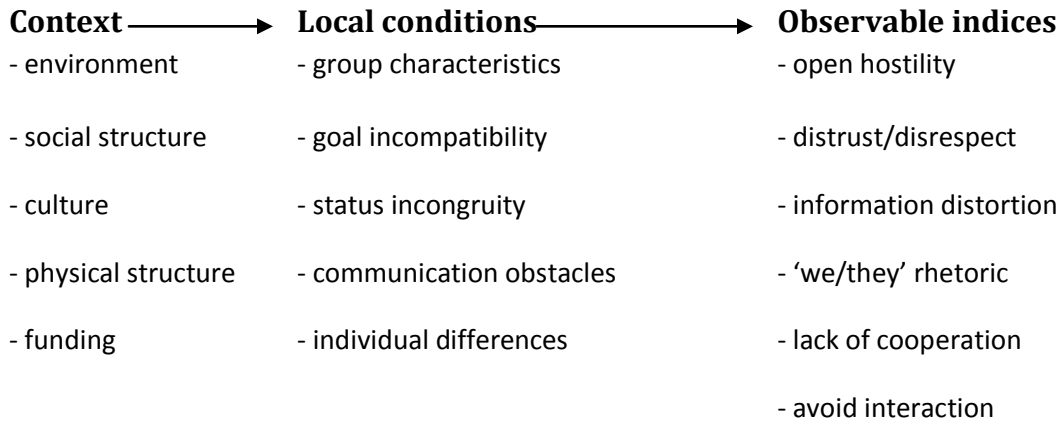 Context Local conditions Observable indices
- environment - group characteristics - open hostility
- social structure - goal incompatibility - distrust/disrespect
- culture - status incongruity - information distortion
- physical structure - communication obstacles - ‘we/they’ rhetoric
- funding - individual differences - lack of cooperation
- avoid interaction